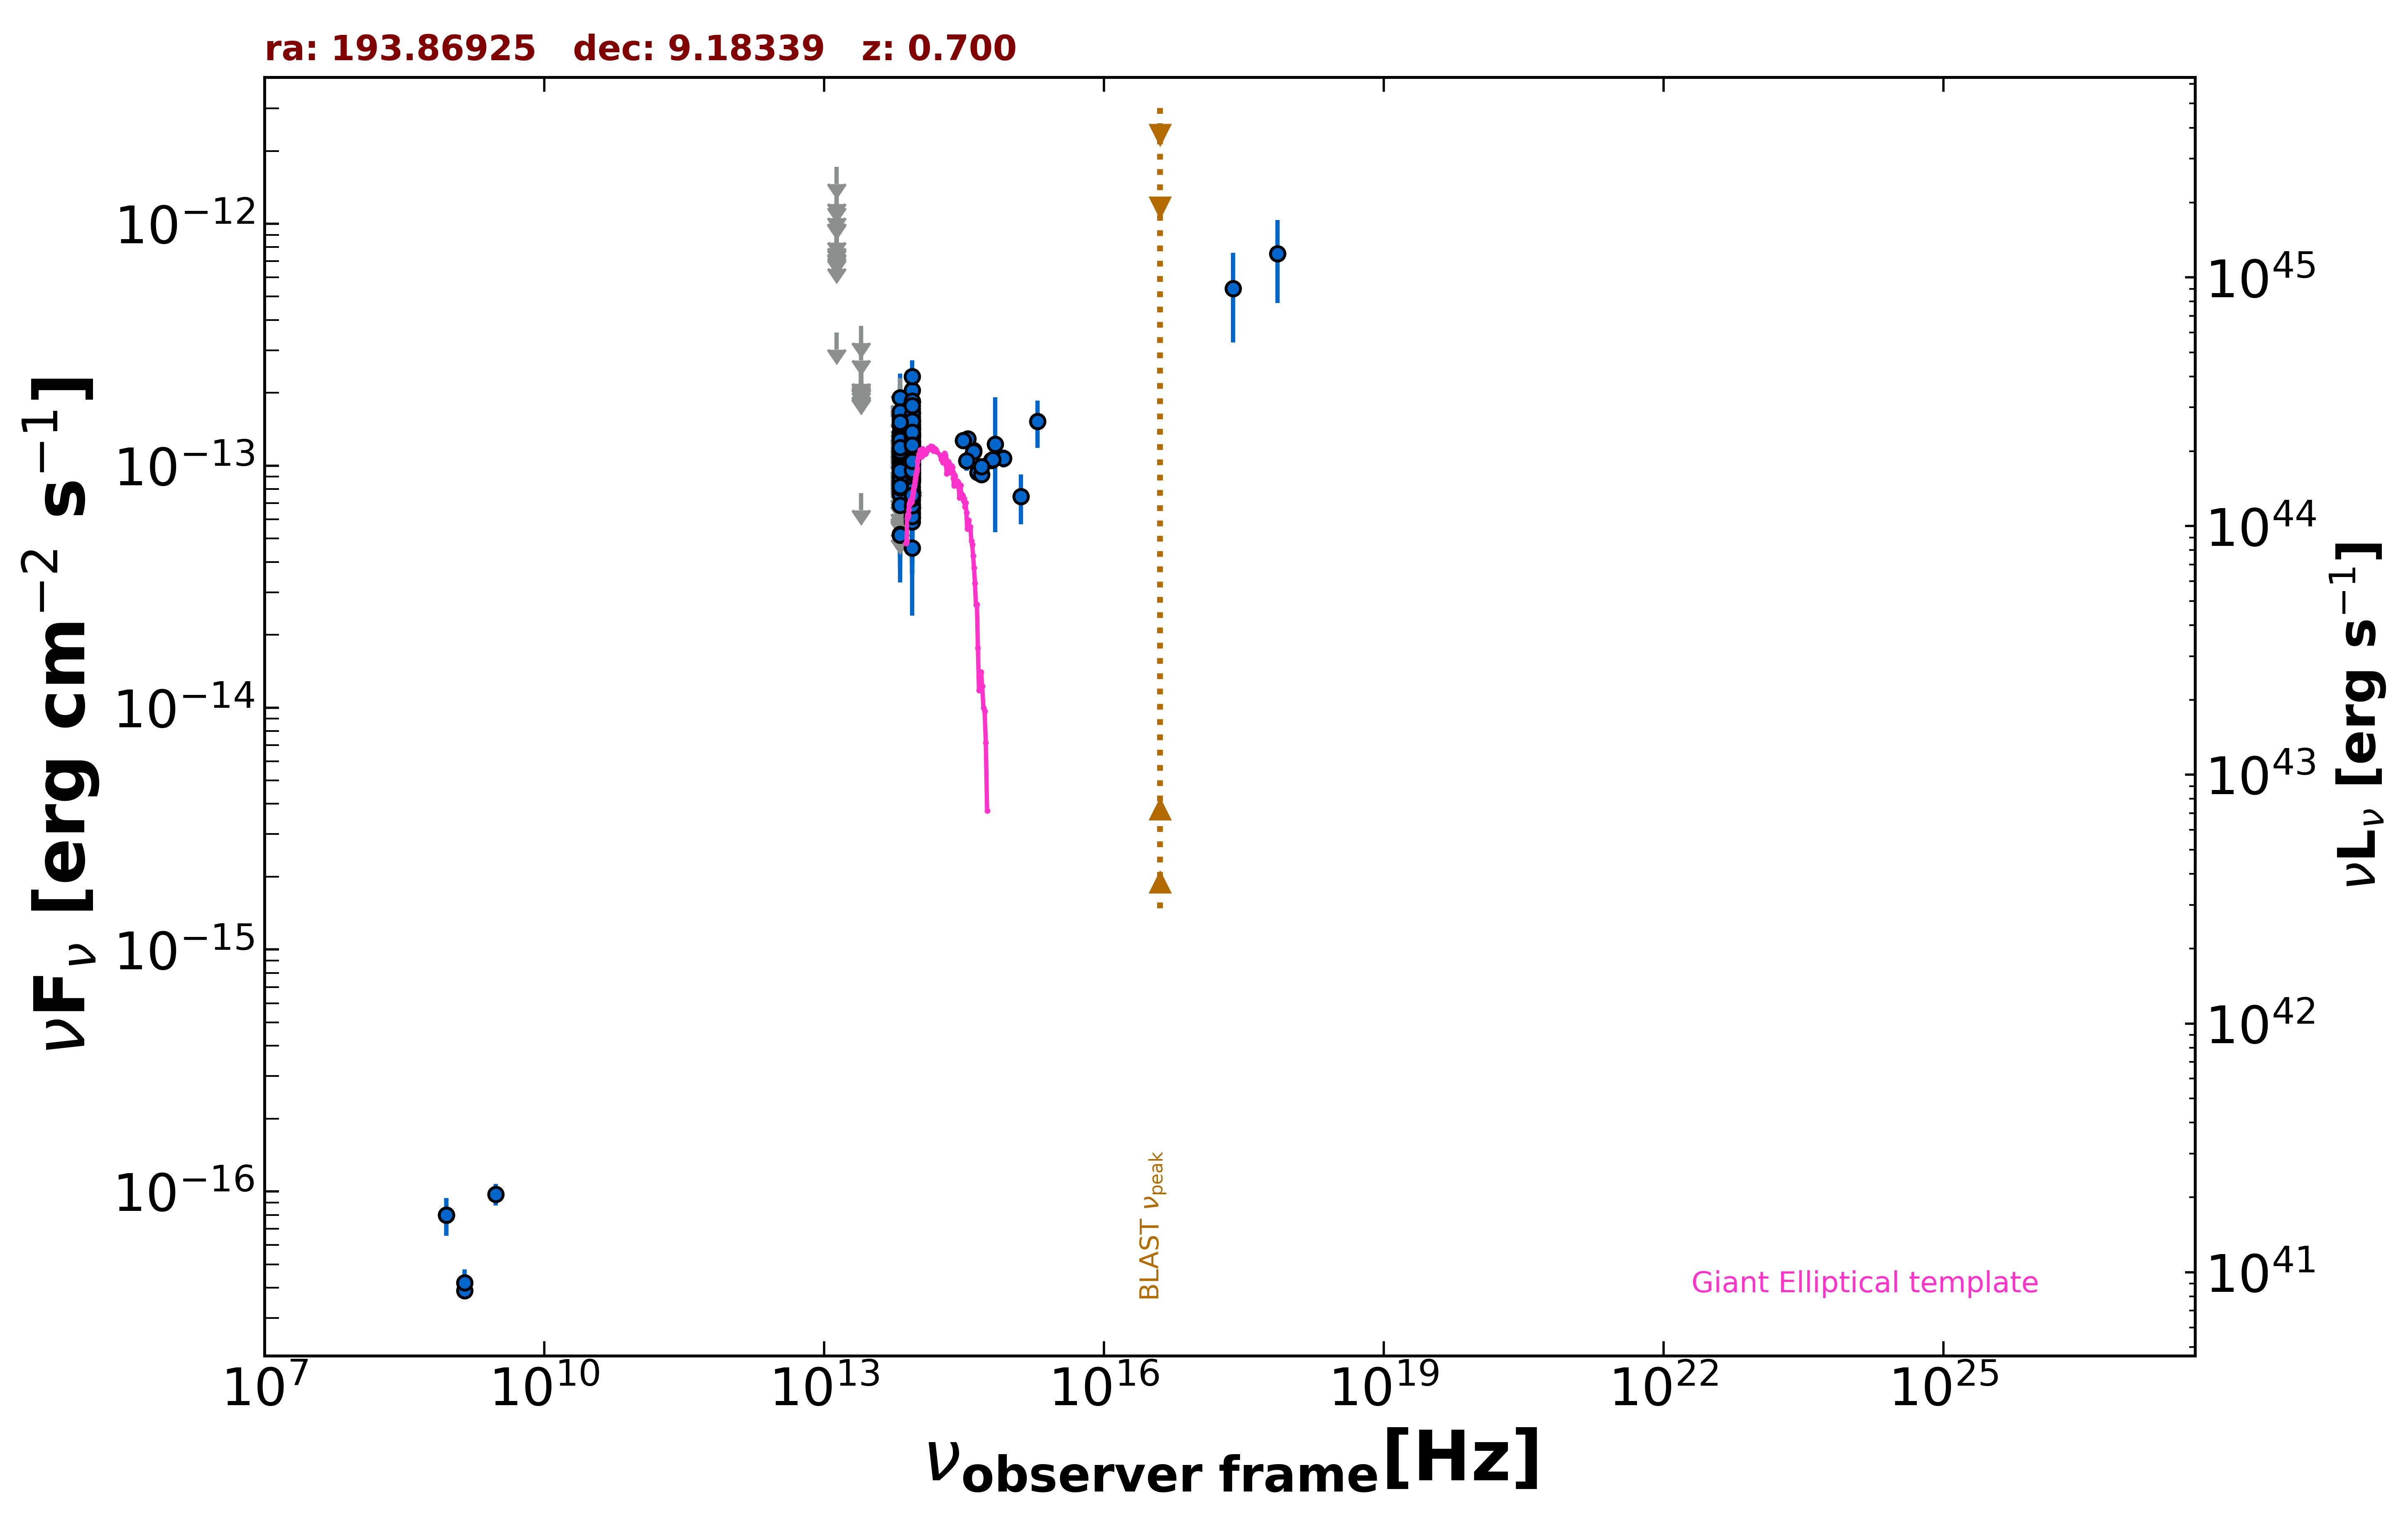 ra: 193.86925   dec: 9.18339   z: 0.700
νFν [erg cm⁻² s⁻¹]
10⁻¹²
10⁻¹³
10⁻¹⁴
10⁻¹⁵
10⁻¹⁶
10⁴⁵
10⁴⁴
10⁴³
10⁴²
10⁴¹
νLν [erg s⁻¹]
BLAST νpeak
Giant Elliptical template
10⁷
10¹⁰
10¹³
10¹⁶
10¹⁹
10²²
10²⁵
νobserver frame[Hz]